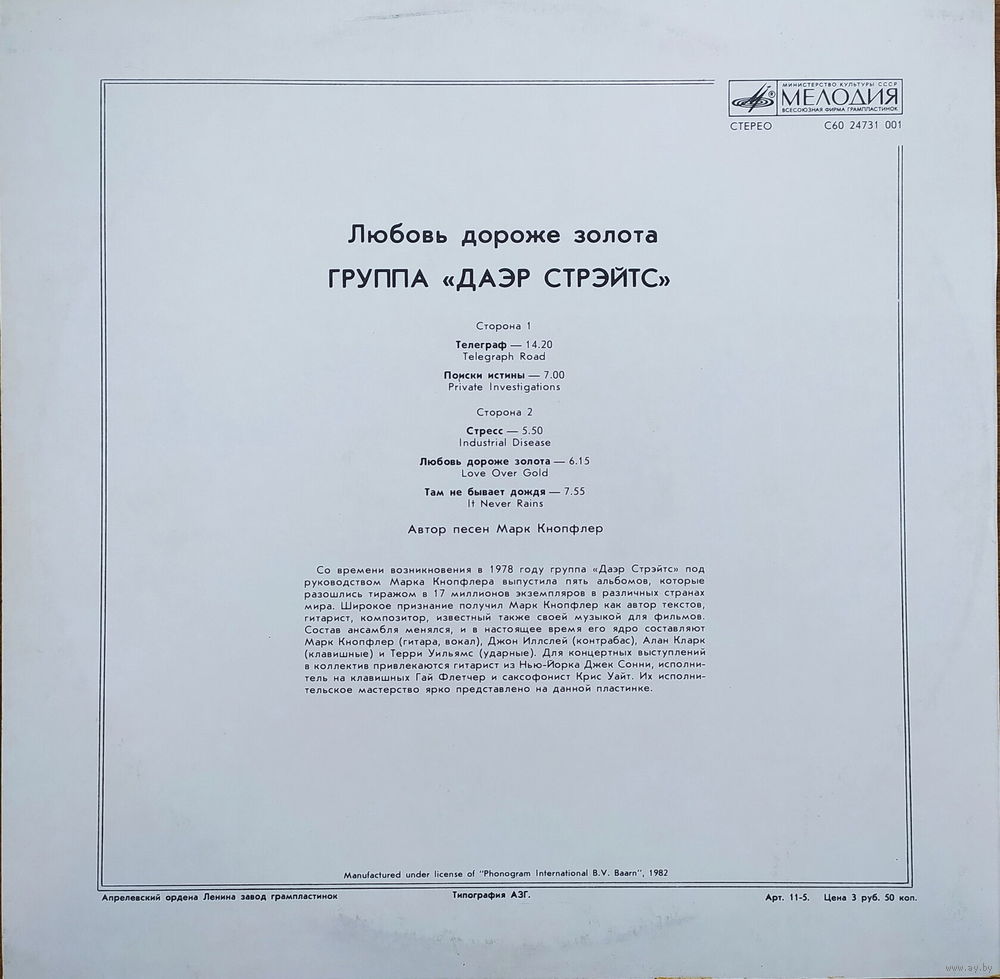 МИНИСТЕРСТВО КУЛЬТУРЫ СССР
МЕЛОДИЯ
ВСЕСОЮЗНАЯ ФИРМА ГРАМПЛАСТИНОК
СТЕРЕО С60 24731 001
Любовь дороже золота
ГРУППА «ДАЭР СТРЭЙТС»
Сторона 1
Телеграф — 14.20
Telegraph Road
Поиски истины — 7.00
Private Investigations
Сторона 2
Стресс — 5.50
Industrial Disease
Любовь дороже золота — 6.15
Love Over Gold
Там не бывает дождя — 7.55
It Never Rains
Автор песен Марк Кнопфлер
Со времени возникновения в 1978 году группа «Даэр Стрэйтс» под
руководством Марка Кнопфлера выпустила пять альбомов, которые
разошлись тиражом в 17 миллионов экземпляров в различных странах
мира. Широкое признание получил Марк Кнопфлер как автор текстов,
гитарист, композитор, известный также своей музыкой для фильмов.
Состав ансамбля менялся, и в настоящее время его ядро составляют
Марк Кнопфлер (гитара, вокал), Джон Иллслей (контрабас), Алан Кларк
(клавишные) и Терри Уильямс (ударные). Для концертных выступлений
в коллектив привлекаются гитарист из Нью-Йорка Джек Сонни, исполни-
тель на клавишных Гай Флетчер и саксофонист Крис Уайт. Их исполни-
тельское мастерство ярко представлено на данной пластинке.
Manufactured under license of "Phonogram International B.V. Baarn", 1982
Апрелевский ордена Ленина завод грампластинок Типография АЗГ. Арт. 11-5. Цена 3 руб. 50 коп.
www.ay.by